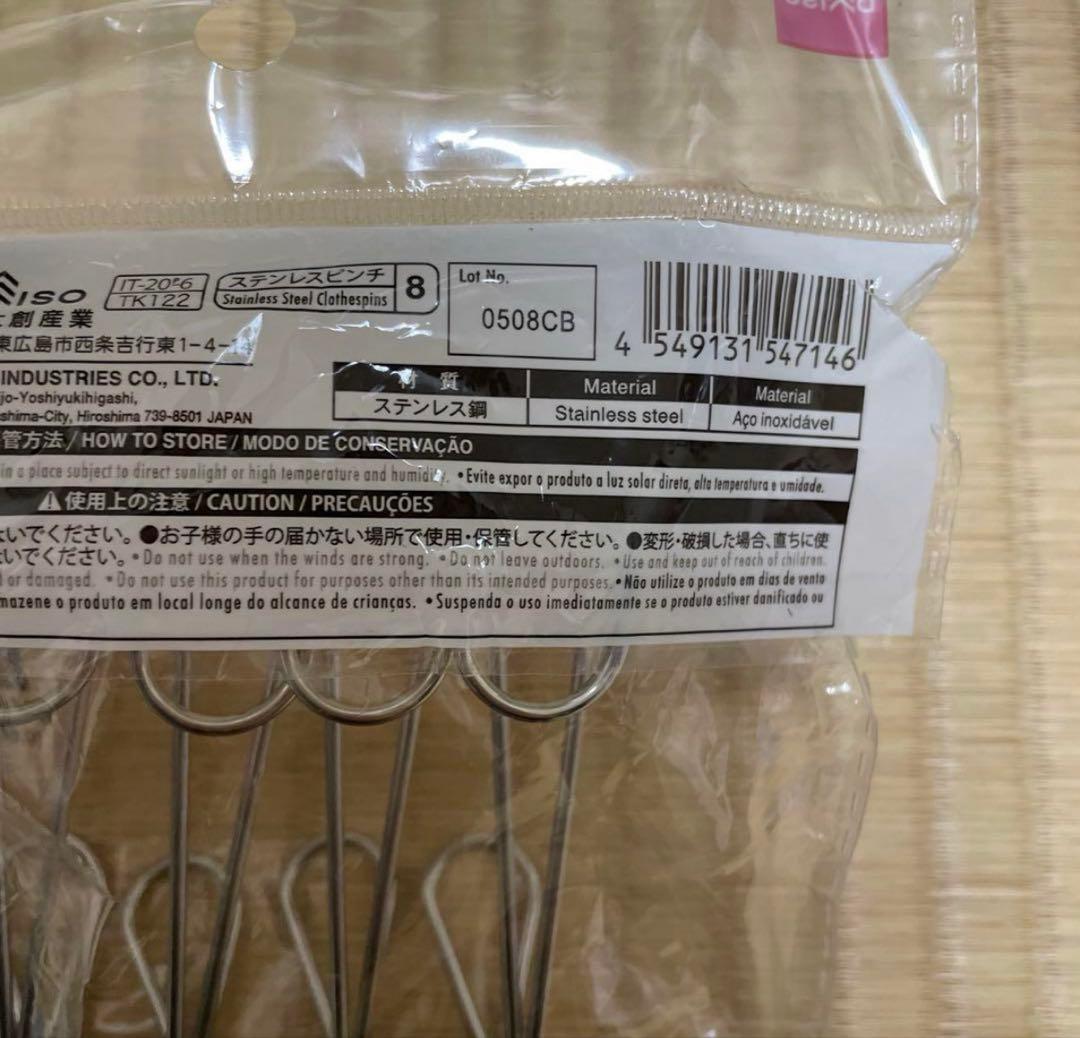 ISO
IT-20 6
TK122
ステンレスピンチ
Stainless Steel Clothespins
8
Lot No.
0508CB
4 549131 547146
創産業
東広島市西条吉行東1-4-
INDUSTRIES CO., LTD.
jo-Yoshiyukihigashi,
shima-City, Hiroshima 739-8501 JAPAN
材 質 Material Material
ステンレス鋼 Stainless steel Aço inoxidável
管方法 / HOW TO STORE / MODO DE CONSERVAÇÃO
in a place subject to direct sunlight or high temperature and humidi. •Evite expor o produto a luz solar direta, alta temperatura e umidade.
⚠使用上の注意 / CAUTION / PRECAUÇÕES
いでください。●お子様の手の届かない場所で使用・保管してください。●変形・破損した場合、直ちに使
いでください。•Do not use when the winds are strong. •Do not leave outdoors. •Use and keep out of reach of children.
or damaged. •Do not use this product for purposes other than its intended purposes. •Não utilize o produto em dias de vento
mazene o produto em local longe do alcance de crianças. •Suspenda o uso imediatamente se o produto estiver danificado ou